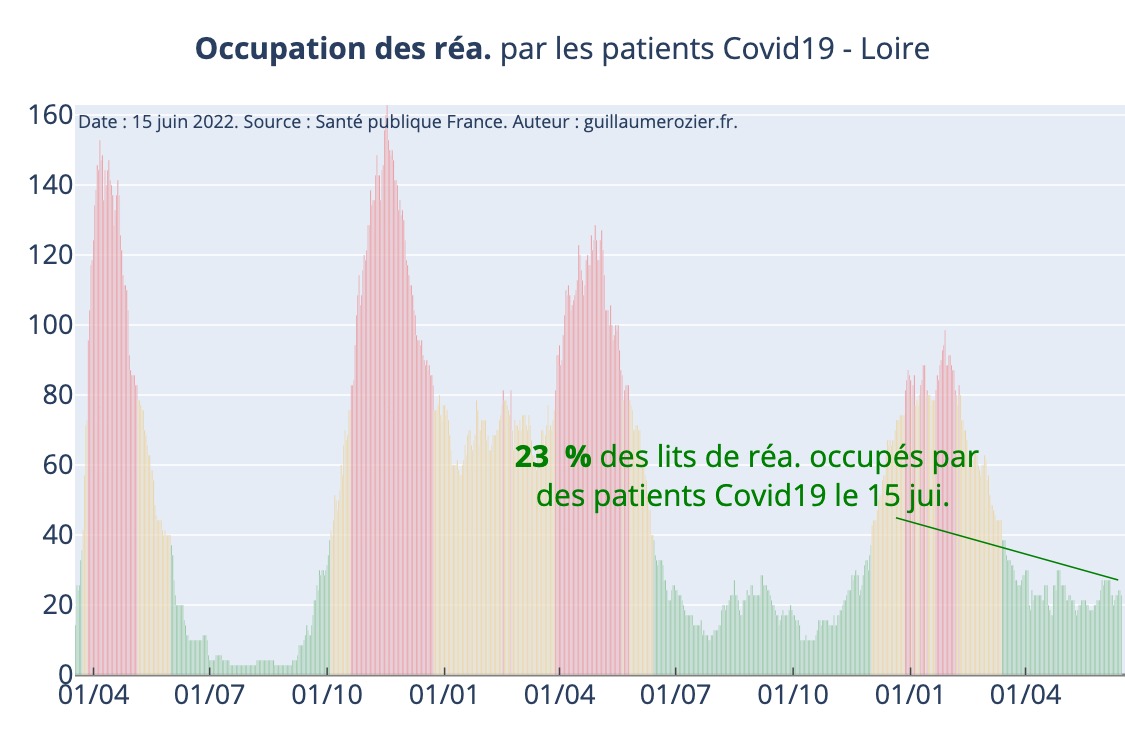 Occupation des réa. par les patients Covid19 - Loire
160
Date : 15 juin 2022. Source : Santé publique France. Auteur : guillaumerozier.fr.
140
120
100
80
60
23 % des lits de réa. occupés par
des patients Covid19 le 15 jui.
40
20
0
01/04 01/07 01/10 01/01 01/04 01/07 01/10 01/01 01/04